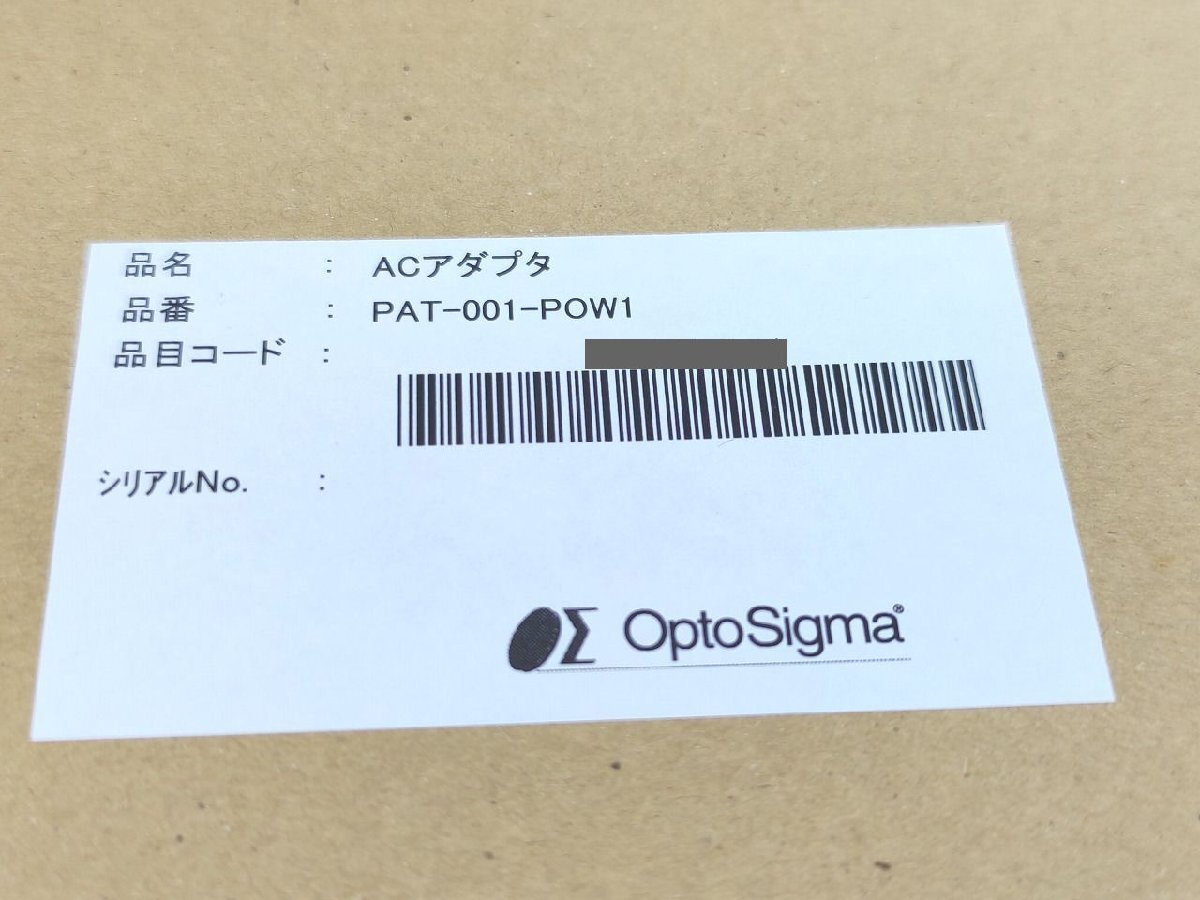 品名 : ACアダプタ
品番 : PAT-001-POW1
品目コード :
シリアルNo. :
OΣ OptoSigma®